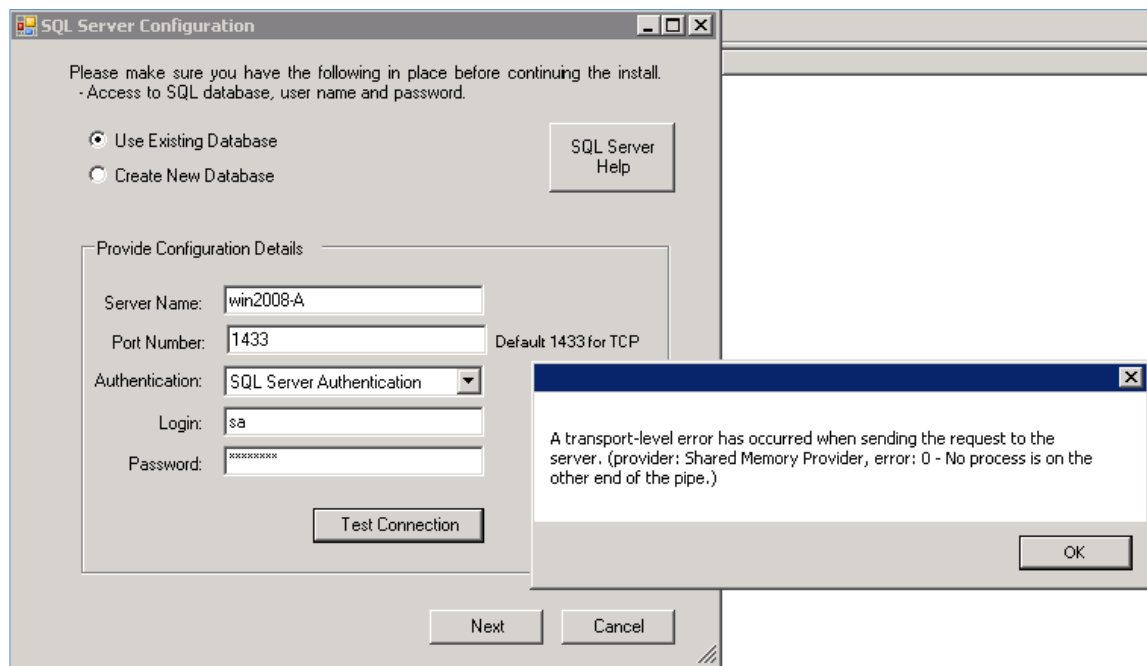 SQL Server Configuration
Please make sure you have the following in place before continuing the install.
- Access to SQL database, user name and password.
Use Existing Database
Create New Database
SQL Server
Help
Provide Configuration Details
Server Name: win2008-A
Port Number: 1433 Default 1433 for TCP
Authentication: SQL Server Authentication
Login: sa
Password: ********
Test Connection
A transport-level error has occurred when sending the request to the
server. (provider: Shared Memory Provider, error: 0 - No process is on the
other end of the pipe.)
OK
Next Cancel